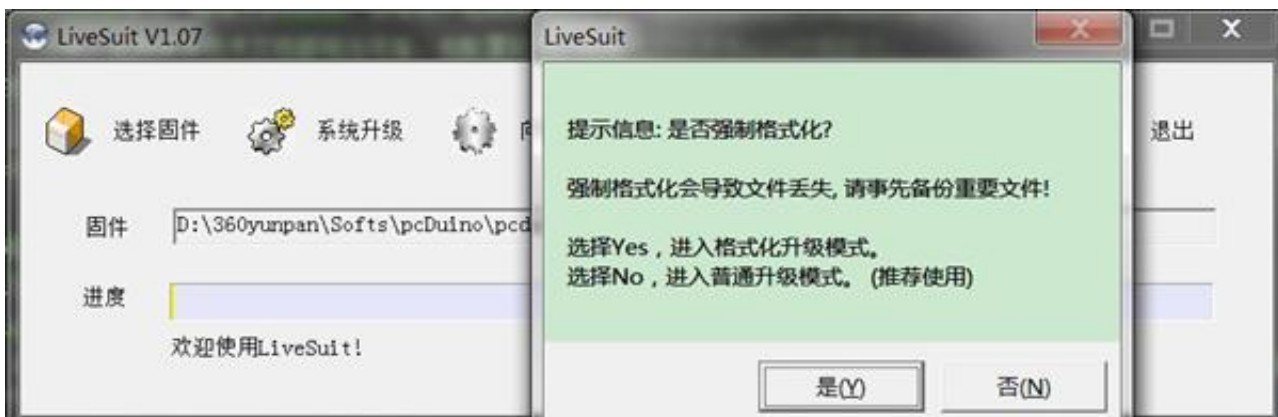 LiveSuit V1.07
选择固件
系统升级
退出
固件
D:\360yunpan\Softs\pcDuino\pcd
进度
欢迎使用LiveSuit!
LiveSuit
提示信息: 是否强制格式化?
强制格式化会导致文件丢失, 请事先备份重要文件!
选择Yes，进入格式化升级模式。
选择No，进入普通升级模式。 (推荐使用)
是(Y)
否(N)